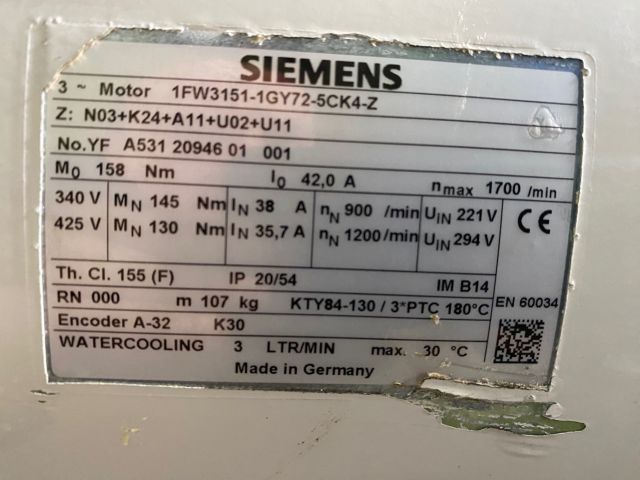 SIEMENS
3 ~ Motor 1FW3151-1GY72-5CK4-Z
Z: N03+K24+A11+U02+U11
No.YF A531 20946 01 001
M0 158 Nm I0 42,0 A nmax 1700 /min
340 V MN 145 Nm IN 38 A nN 900 /min UIN 221 V
425 V MN 130 Nm IN 35,7 A nN 1200 /min UIN 294 V
CE
Th. Cl. 155 (F) IP 20/54 IM B14
RN 000 m 107 kg KTY84-130 / 3*PTC 180°C EN 60034
Encoder A-32 K30
WATERCOOLING 3 LTR/MIN max. 30 °C
Made in Germany